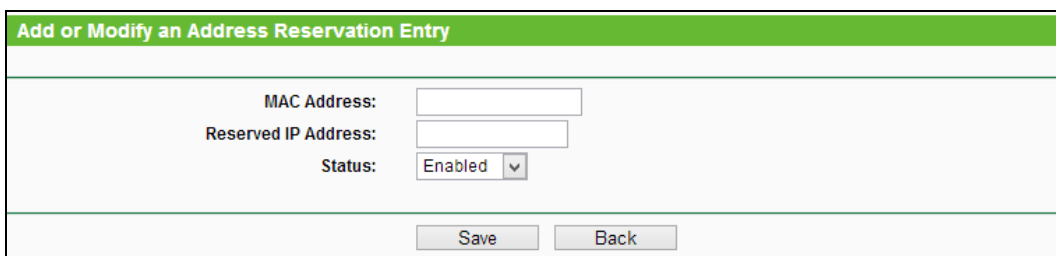 Add or Modify an Address Reservation Entry
MAC Address:
Reserved IP Address:
Status: Enabled
Save Back